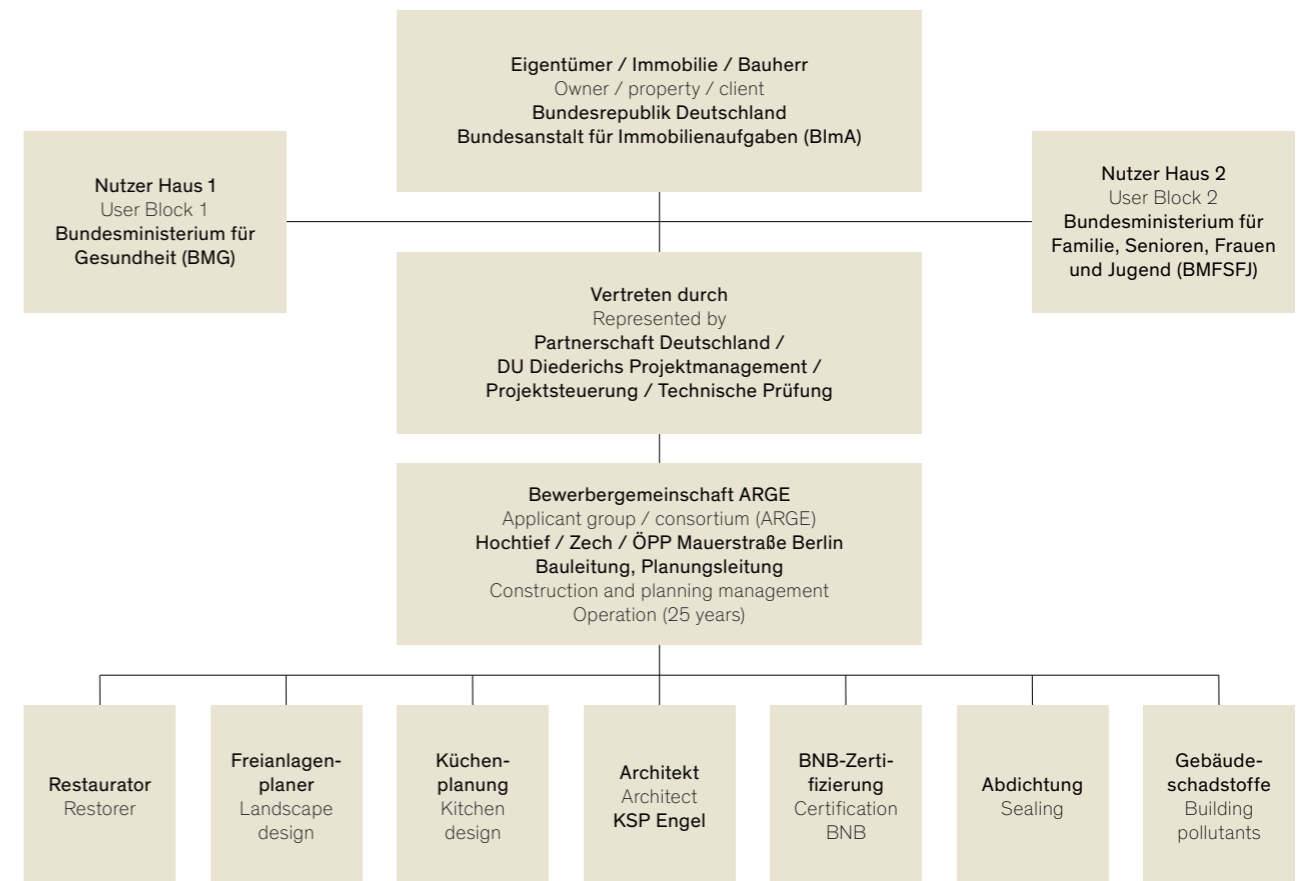 Eigentümer / Immobilie / Bauherr
Owner / property / client
Bundesrepublik Deutschland
Bundesanstalt für Immobilienaufgaben (BImA)
Nutzer Haus 1
User Block 1
Bundesministerium für
Gesundheit (BMG)
Nutzer Haus 2
User Block 2
Bundesministerium für
Familie, Senioren, Frauen
und Jugend (BMFSFJ)
Vertreten durch
Represented by
Partnerschaft Deutschland /
DU Diederichs Projektmanagement /
Projektsteuerung / Technische Prüfung
Bewerbergemeinschaft ARGE
Applicant group / consortium (ARGE)
Hochtief / Zech / ÖPP Mauerstraße Berlin
Bauleitung, Planungsleitung
Construction and planning management
Operation (25 years)
Restaurator
Restorer
Freianlagen-
planer
Landscape
design
Küchen-
planung
Kitchen
design
Architekt
Architect
KSP Engel
BNB-Zerti-
fizierung
Certification
BNB
Abdichtung
Sealing
Gebäude-
schadstoffe
Building
pollutants